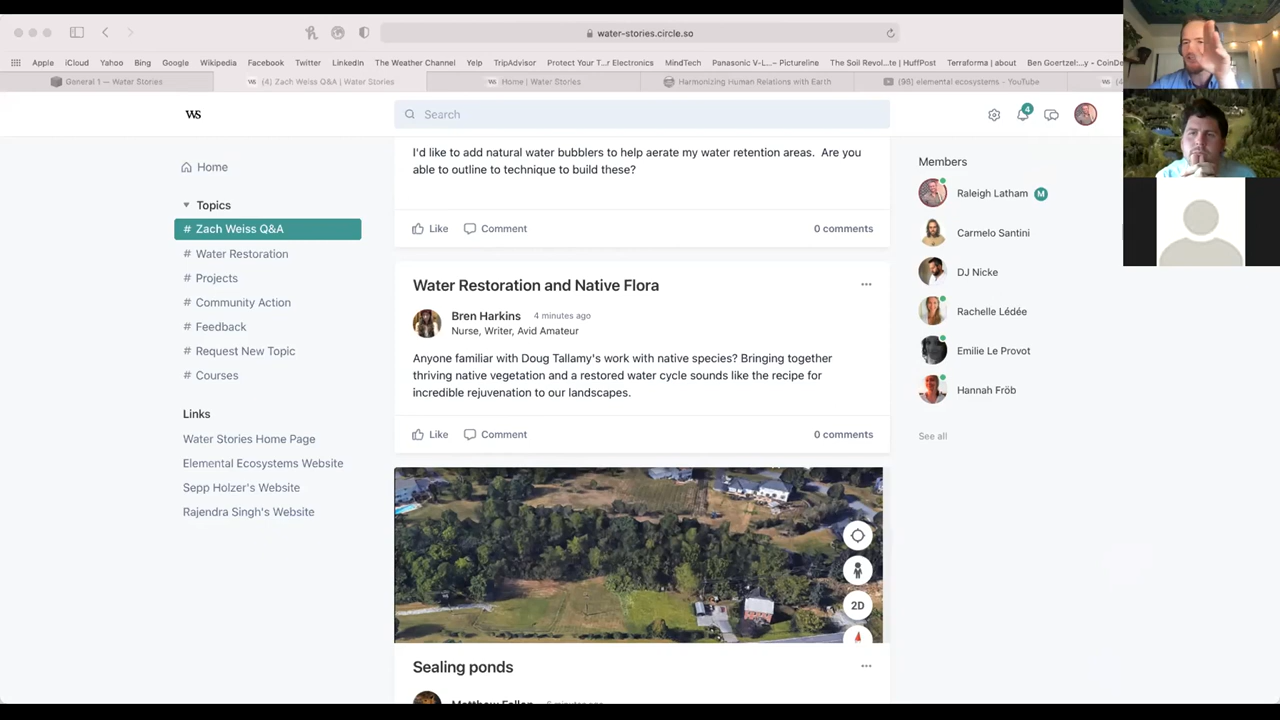 water-stories.circle.so
Apple
iCloud
Yahoo
Bing
Google
Wikipedia
Facebook
Twitter
LinkedIn
The Weather Channel
Yelp
TripAdvisor
Protect Your T...r Electronics
MindTech
Panasonic V-L... – Pictureline
The Soil Revol...te | HuffPost
Terraforma | about
Ben Goertzel:...y - CoinDe
General 1 — Water Stories
(4) Zach Weiss Q&A | Water Stories
Home | Water Stories
Harmonizing Human Relations with Earth
(96) elemental ecosystems - YouTube
(4
WS
Search
4
Home
Topics
# Zach Weiss Q&A
# Water Restoration
# Projects
# Community Action
# Feedback
# Request New Topic
# Courses
Links
Water Stories Home Page
Elemental Ecosystems Website
Sepp Holzer's Website
Rajendra Singh's Website
I'd like to add natural water bubblers to help aerate my water retention areas. Are you
able to outline to technique to build these?
Like
Comment
0 comments
Water Restoration and Native Flora
Bren Harkins
4 minutes ago
Nurse, Writer, Avid Amateur
Anyone familiar with Doug Tallamy's work with native species? Bringing together
thriving native vegetation and a restored water cycle sounds like the recipe for
incredible rejuvenation to our landscapes.
Like
Comment
0 comments
2D
Sealing ponds
Members
Raleigh Latham M
Carmelo Santini
DJ Nicke
Rachelle Lédée
Emilie Le Provot
Hannah Fröb
See all